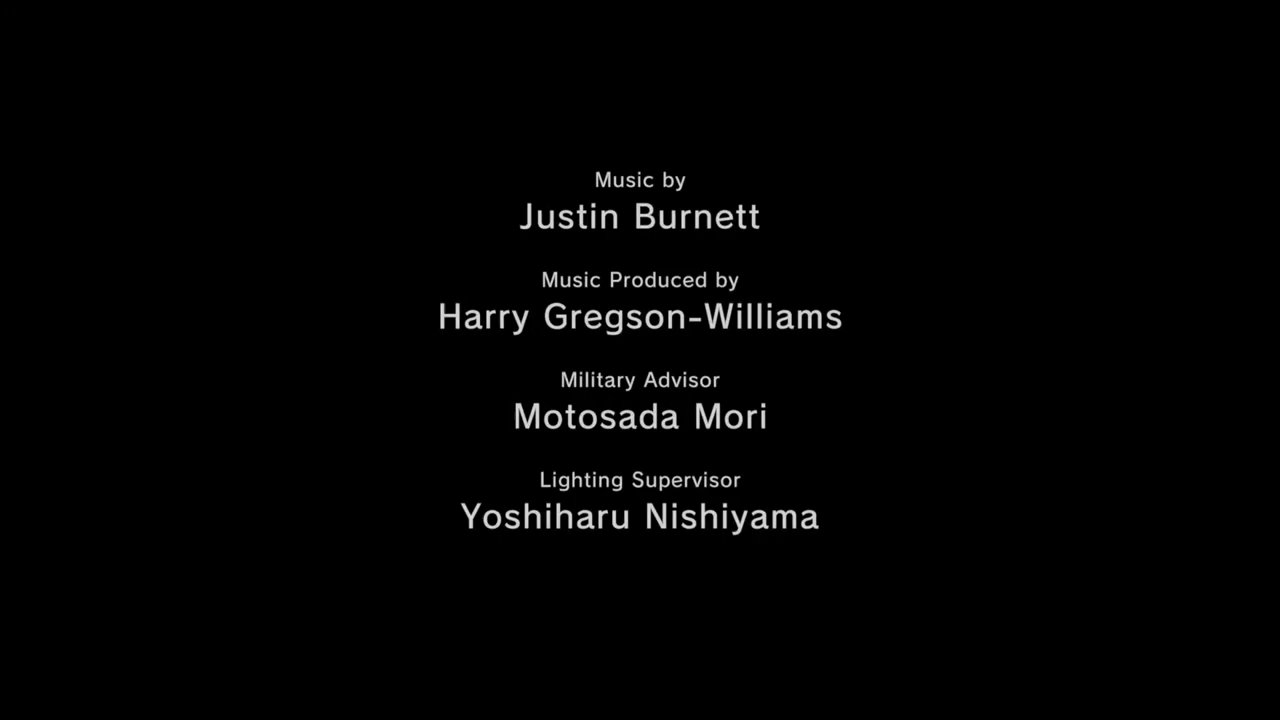 Music by
Justin Burnett
Music Produced by
Harry Gregson-Williams
Military Advisor
Motosada Mori
Lighting Supervisor
Yoshiharu Nishiyama